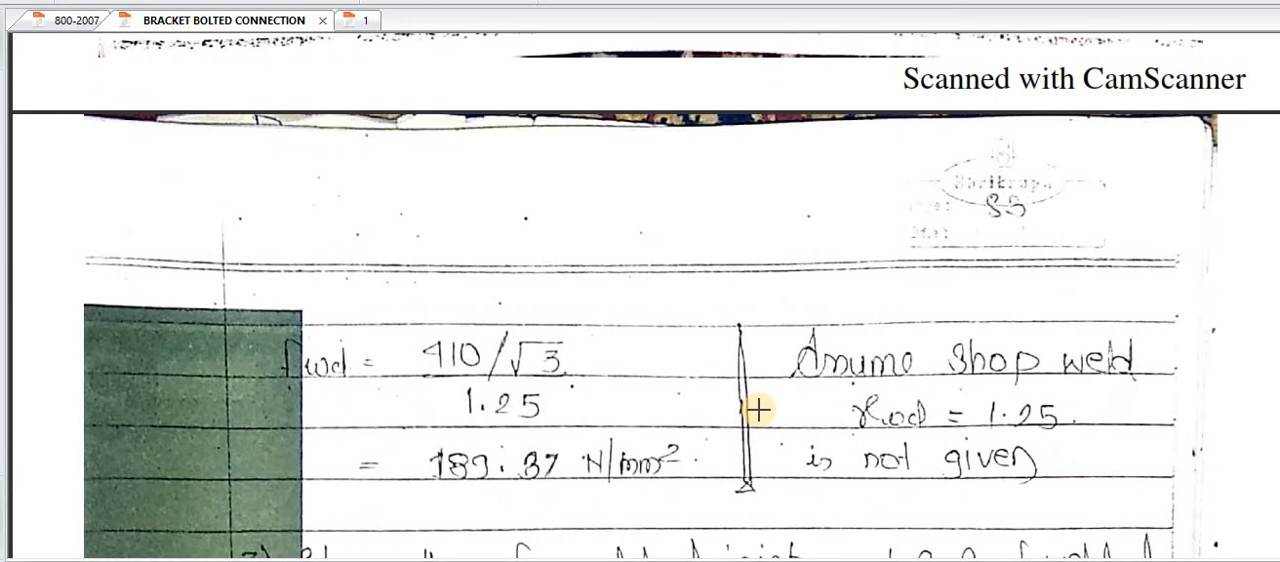 800-2007
BRACKET BOLTED CONNECTION
1
Scanned with CamScanner
fwd = 410/√3
1.25
= 189.37 N/mm²
Assume shop weld
= 1.25.
is not given